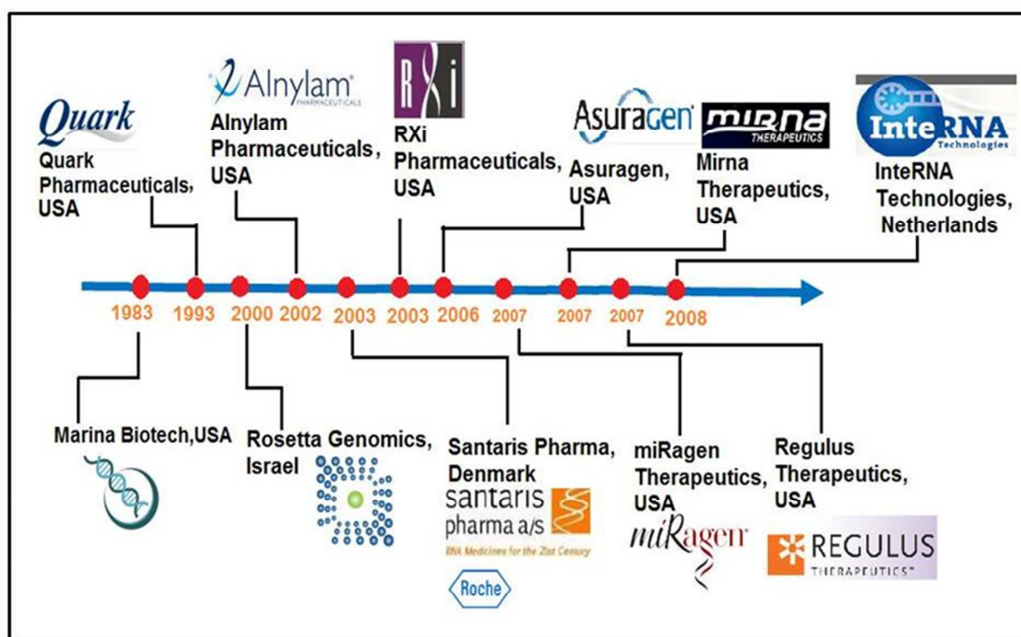 Quark
Quark
Pharmaceuticals,
USA
Alnylam®
PHARMACEUTICALS
Alnylam
Pharmaceuticals,
USA
RXi
RXi
Pharmaceuticals,
USA
AsuraGen®
Asuragen,
USA
miRna
THERAPEUTICS
Mirna
Therapeutics,
USA
InteRNA
Technologies
InteRNA
Technologies,
Netherlands
1983
1993
2000
2002
2003
2003
2006
2007
2007
2007
2008
Marina Biotech,USA
Rosetta Genomics,
Israel
Santaris Pharma,
Denmark
santaris
pharma a/s
RNA Medicines for the 21st Century
Roche
miRagen
Therapeutics,
USA
miRagen
Regulus
Therapeutics,
USA
REGULUS
THERAPEUTICS™